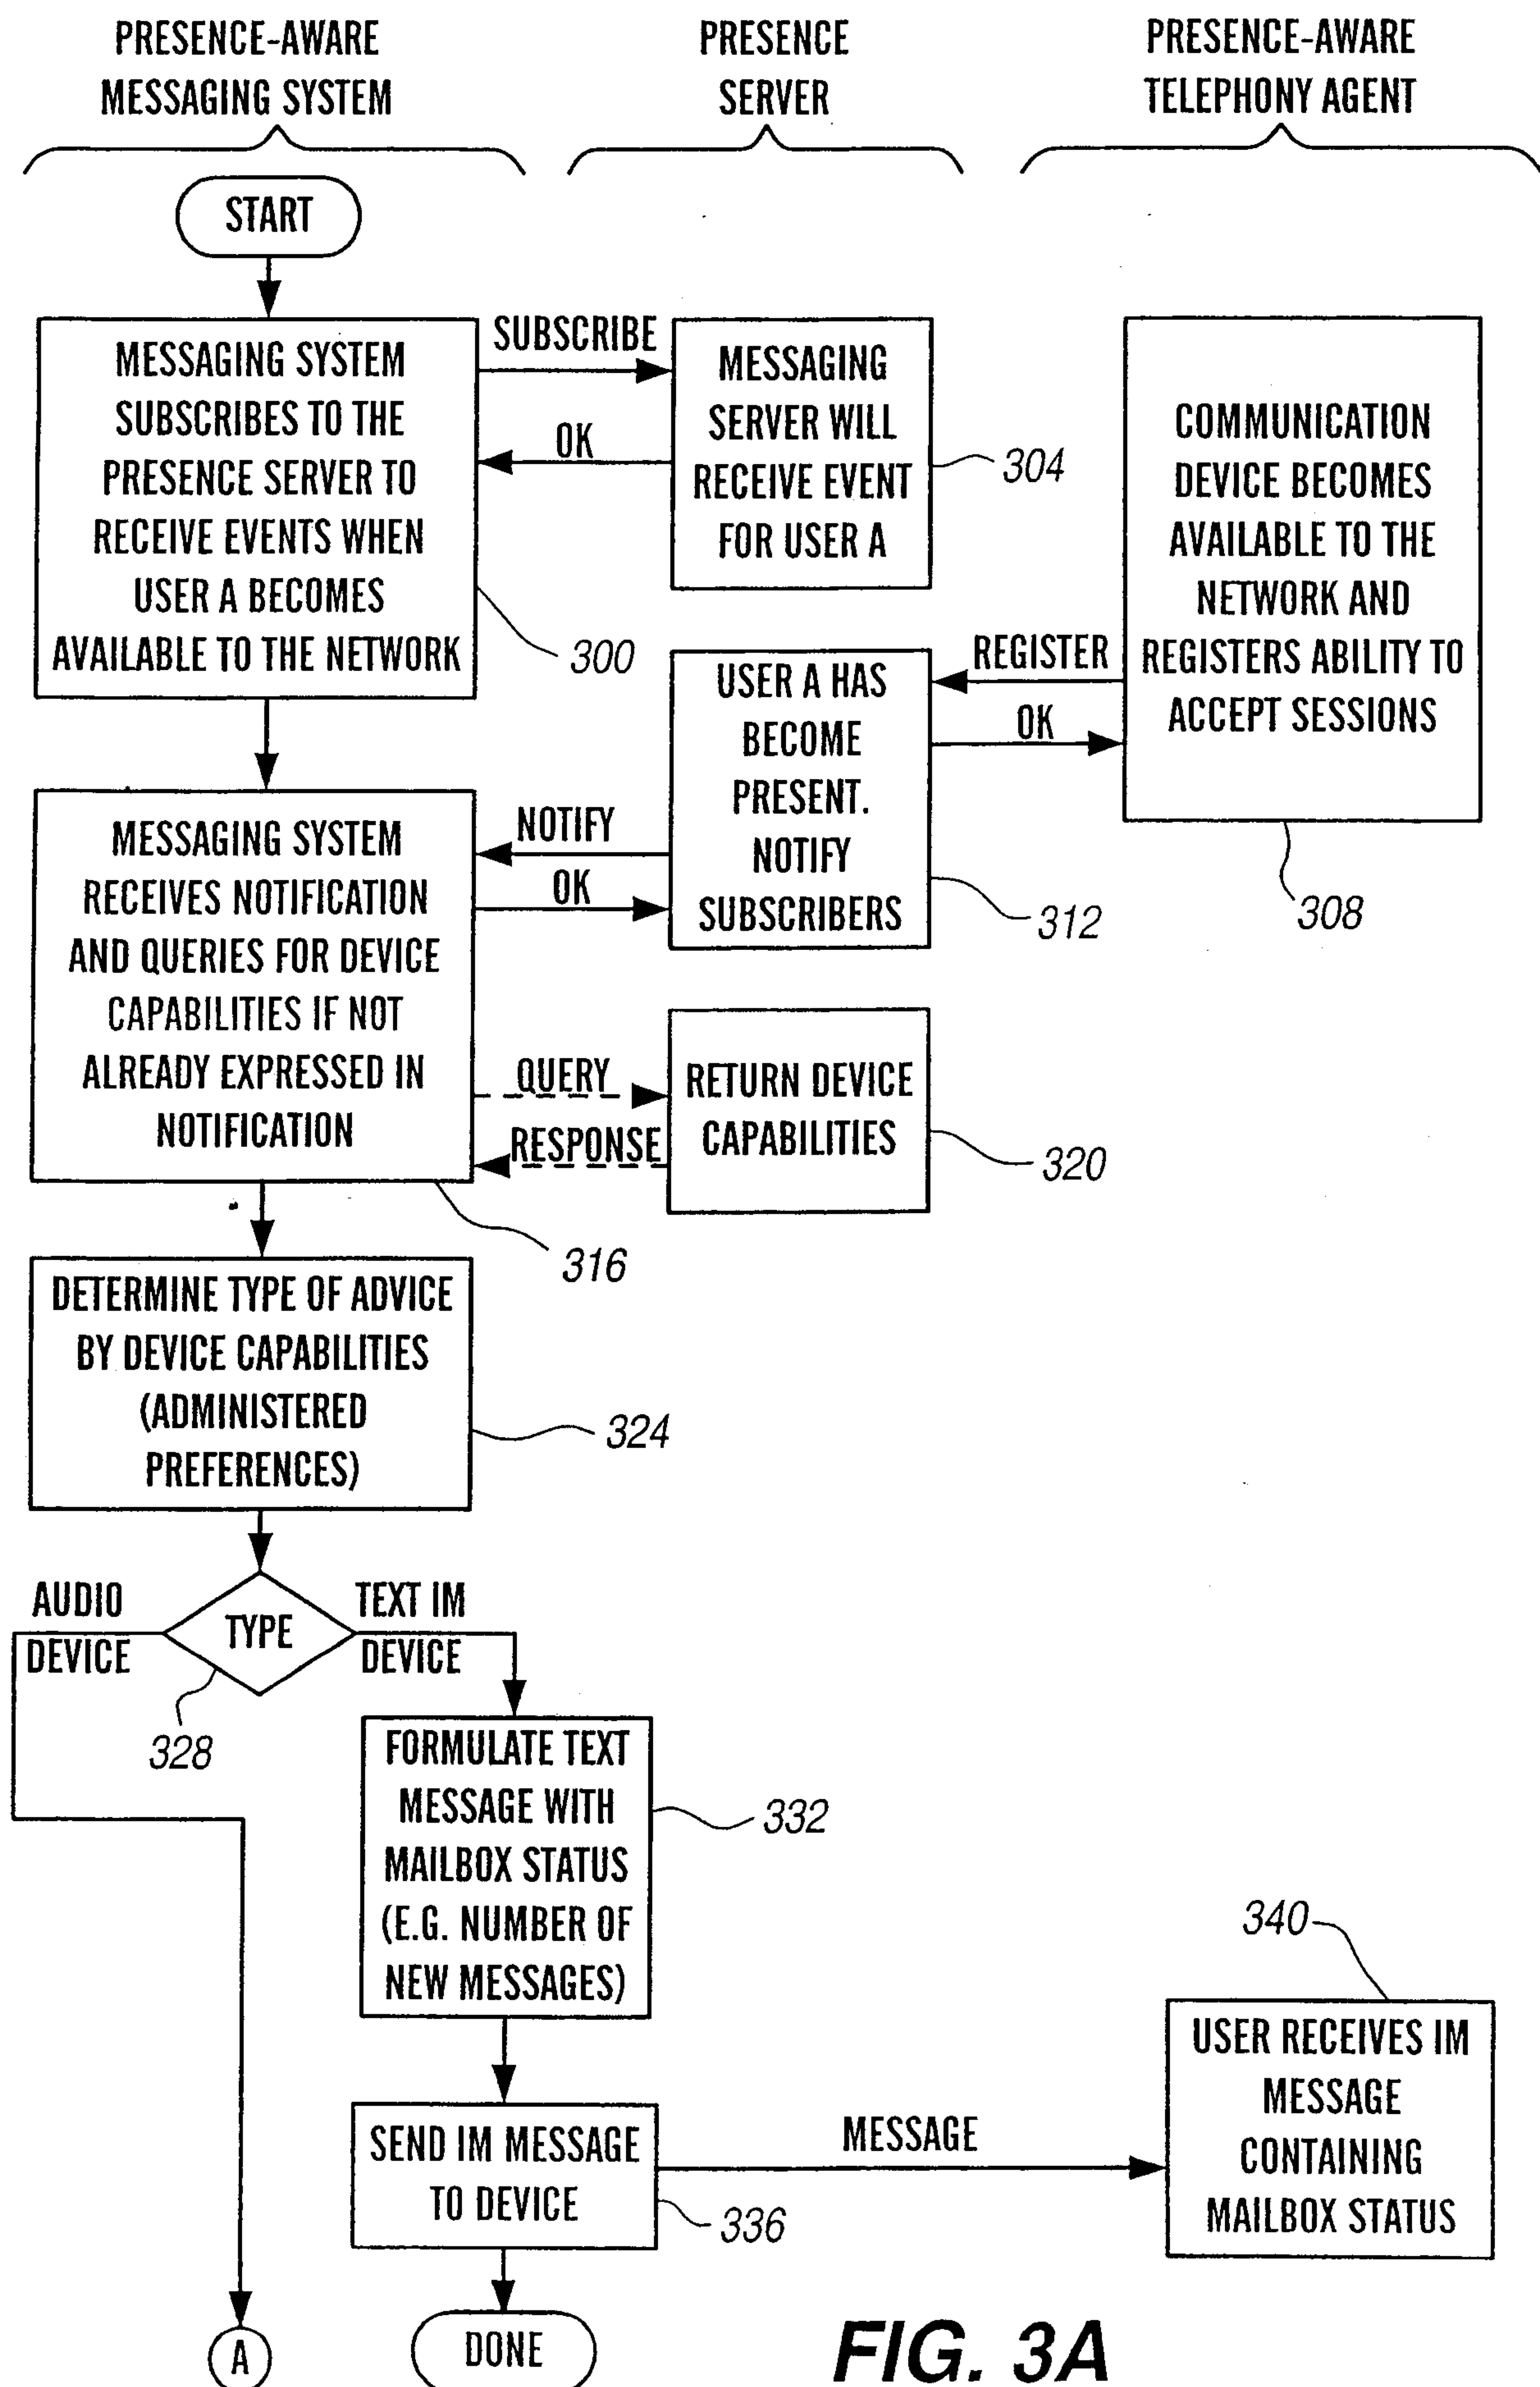 PRESENCE-AWARE
MESSAGING SYSTEM
PRESENCE
SERVER
PRESENCE-AWARE
TELEPHONY AGENT
START
MESSAGING SYSTEM
SUBSCRIBES TO THE
PRESENCE SERVER TO
RECEIVE EVENTS WHEN
USER A BECOMES
AVAILABLE TO THE NETWORK
300
SUBSCRIBE
OK
MESSAGING
SERVER WILL
RECEIVE EVENT
FOR USER A
304
COMMUNICATION
DEVICE BECOMES
AVAILABLE TO THE
NETWORK AND
REGISTERS ABILITY TO
ACCEPT SESSIONS
308
REGISTER
OK
USER A HAS
BECOME
PRESENT.
NOTIFY
SUBSCRIBERS
312
NOTIFY
OK
MESSAGING SYSTEM
RECEIVES NOTIFICATION
AND QUERIES FOR DEVICE
CAPABILITIES IF NOT
ALREADY EXPRESSED IN
NOTIFICATION
316
QUERY
RESPONSE
RETURN DEVICE
CAPABILITIES
320
DETERMINE TYPE OF ADVICE
BY DEVICE CAPABILITIES
(ADMINISTERED
PREFERENCES)
324
AUDIO
DEVICE
TYPE
328
TEXT IM
DEVICE
FORMULATE TEXT
MESSAGE WITH
MAILBOX STATUS
(E.G. NUMBER OF
NEW MESSAGES)
332
SEND IM MESSAGE
TO DEVICE
336
MESSAGE
340
USER RECEIVES IM
MESSAGE
CONTAINING
MAILBOX STATUS
A
DONE
FIG. 3A